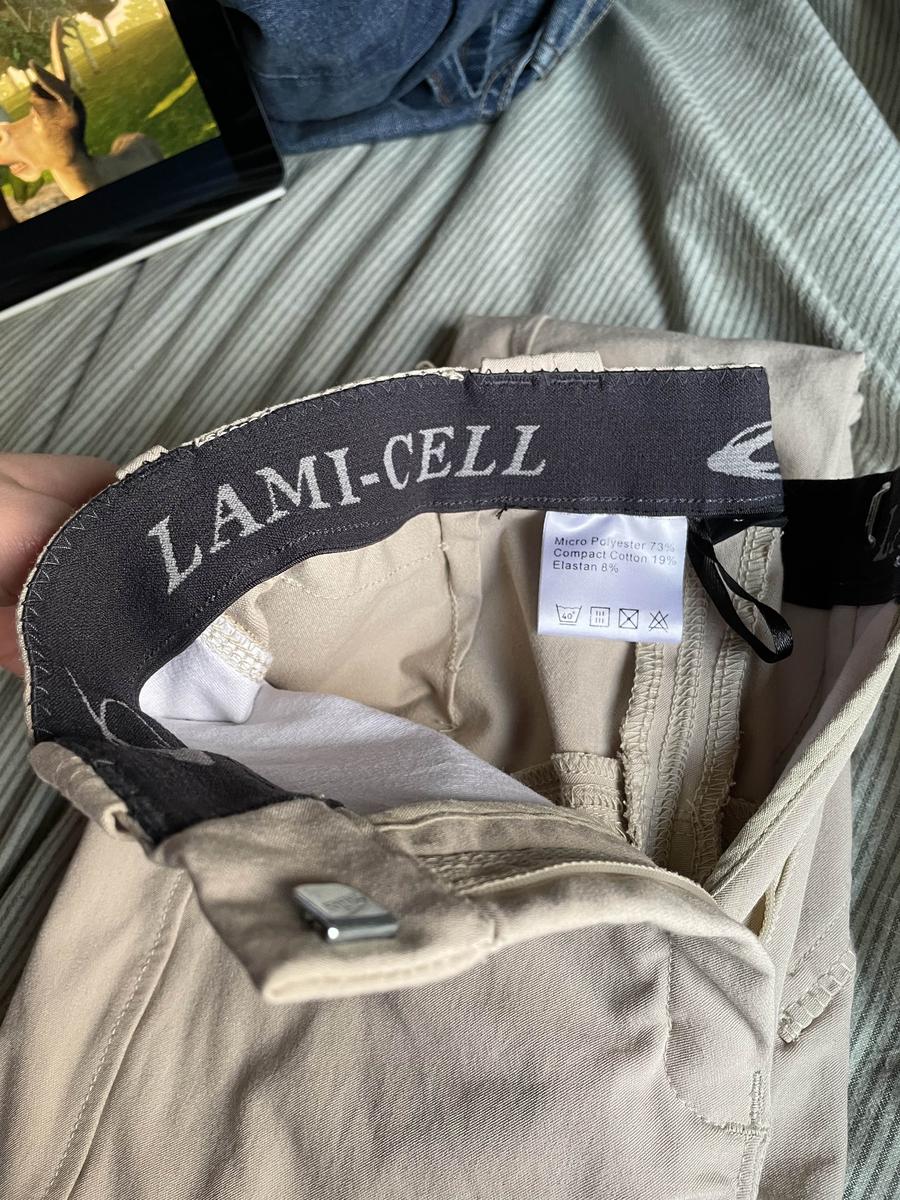 LAMI-CELL
Micro Polyester 73%
Compact Cotton 19%
Elastan 8%
40°